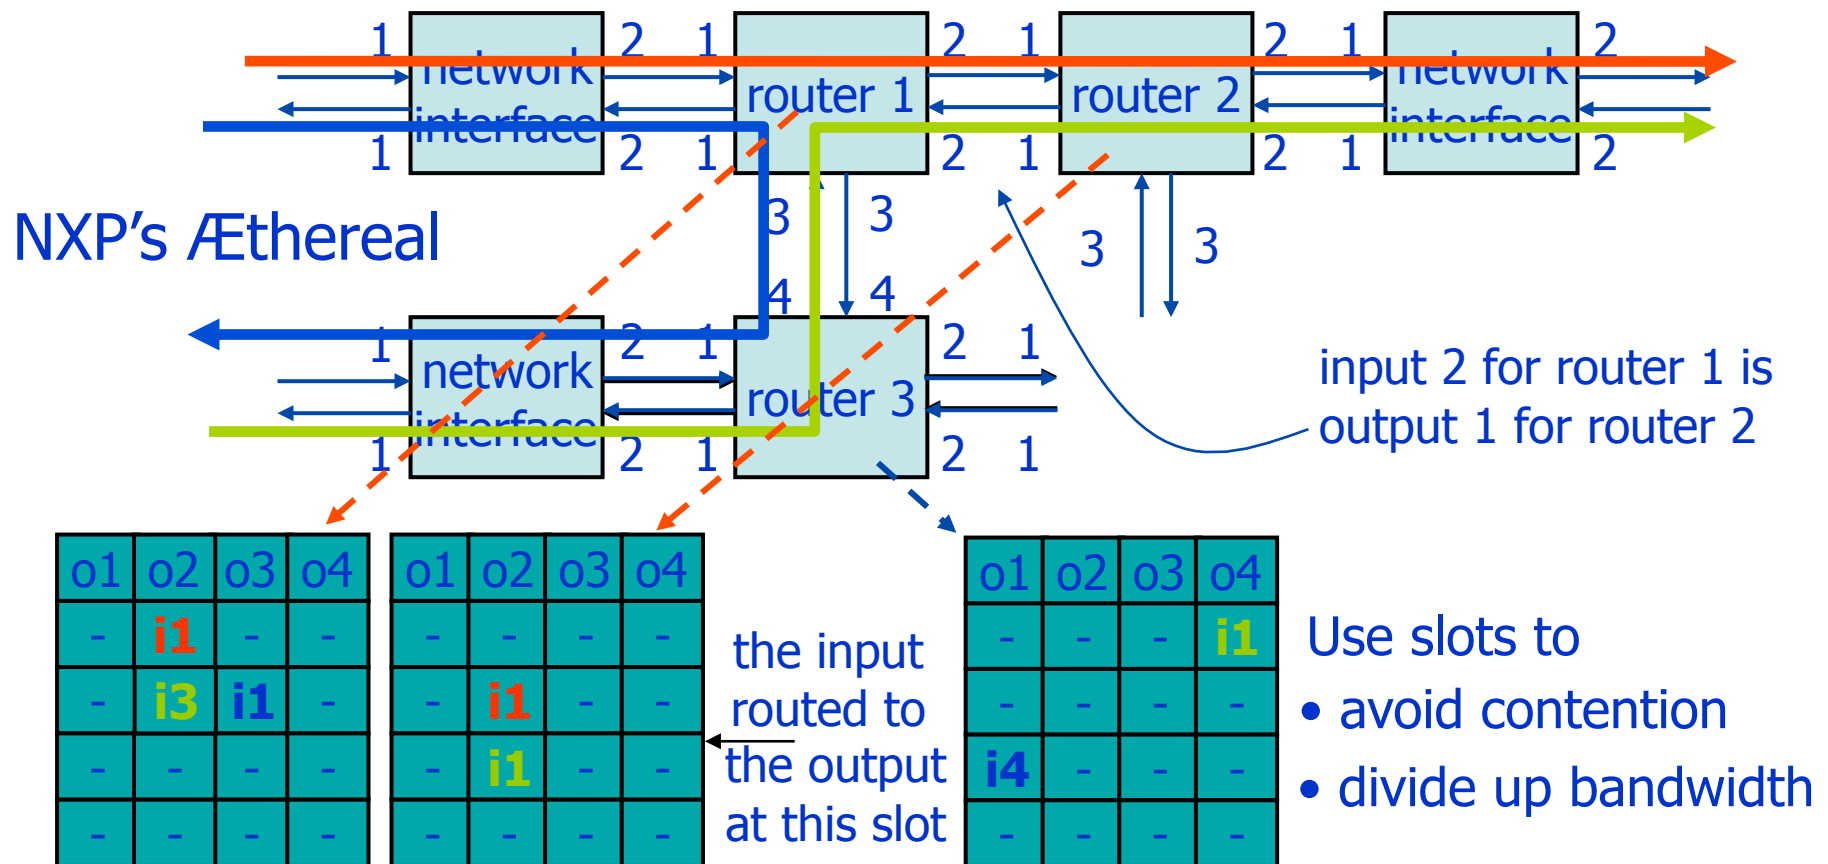 1 2 1 2 1 2 1 2
network router 1 router 2 network
interface interface
1 2 1 2 1 2 1 2
3 3 3 3
NXP's Æthereal
4 4
1 2 1 2 1
network router 3
interface
1 2 1 2 1
input 2 for router 1 is
output 1 for router 2
o1 o2 o3 o4
- i1 - -
- i3 i1 -
- - - -
- - - -
o1 o2 o3 o4
- - - -
- i1 - -
- i1 - -
- - - -
the input
routed to
the output
at this slot
o1 o2 o3 o4
- - - i1
- - - -
i4 - - -
- - - -
Use slots to
• avoid contention
• divide up bandwidth